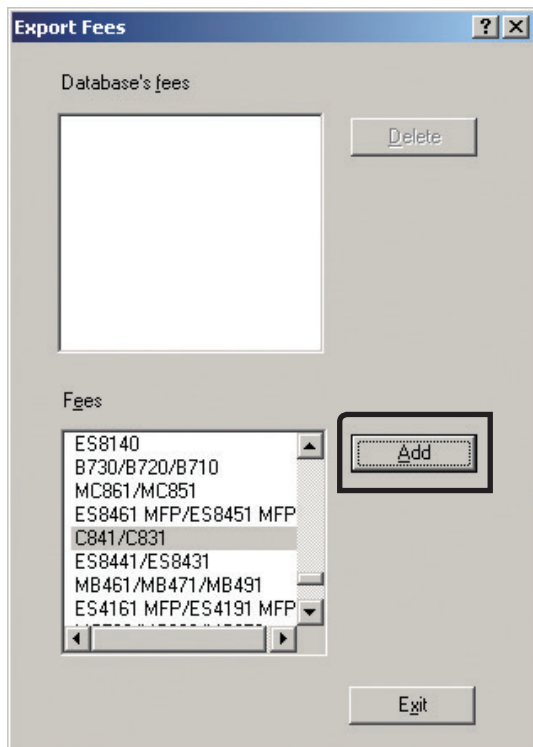 Export Fees
Database's fees
Delete
Fees
ES8140
B730/B720/B710
MC861/MC851
ES8461 MFP/ES8451 MFP
C841/C831
ES8441/ES8431
MB461/MB471/MB491
ES4161 MFP/ES4191 MFP
Add
Exit